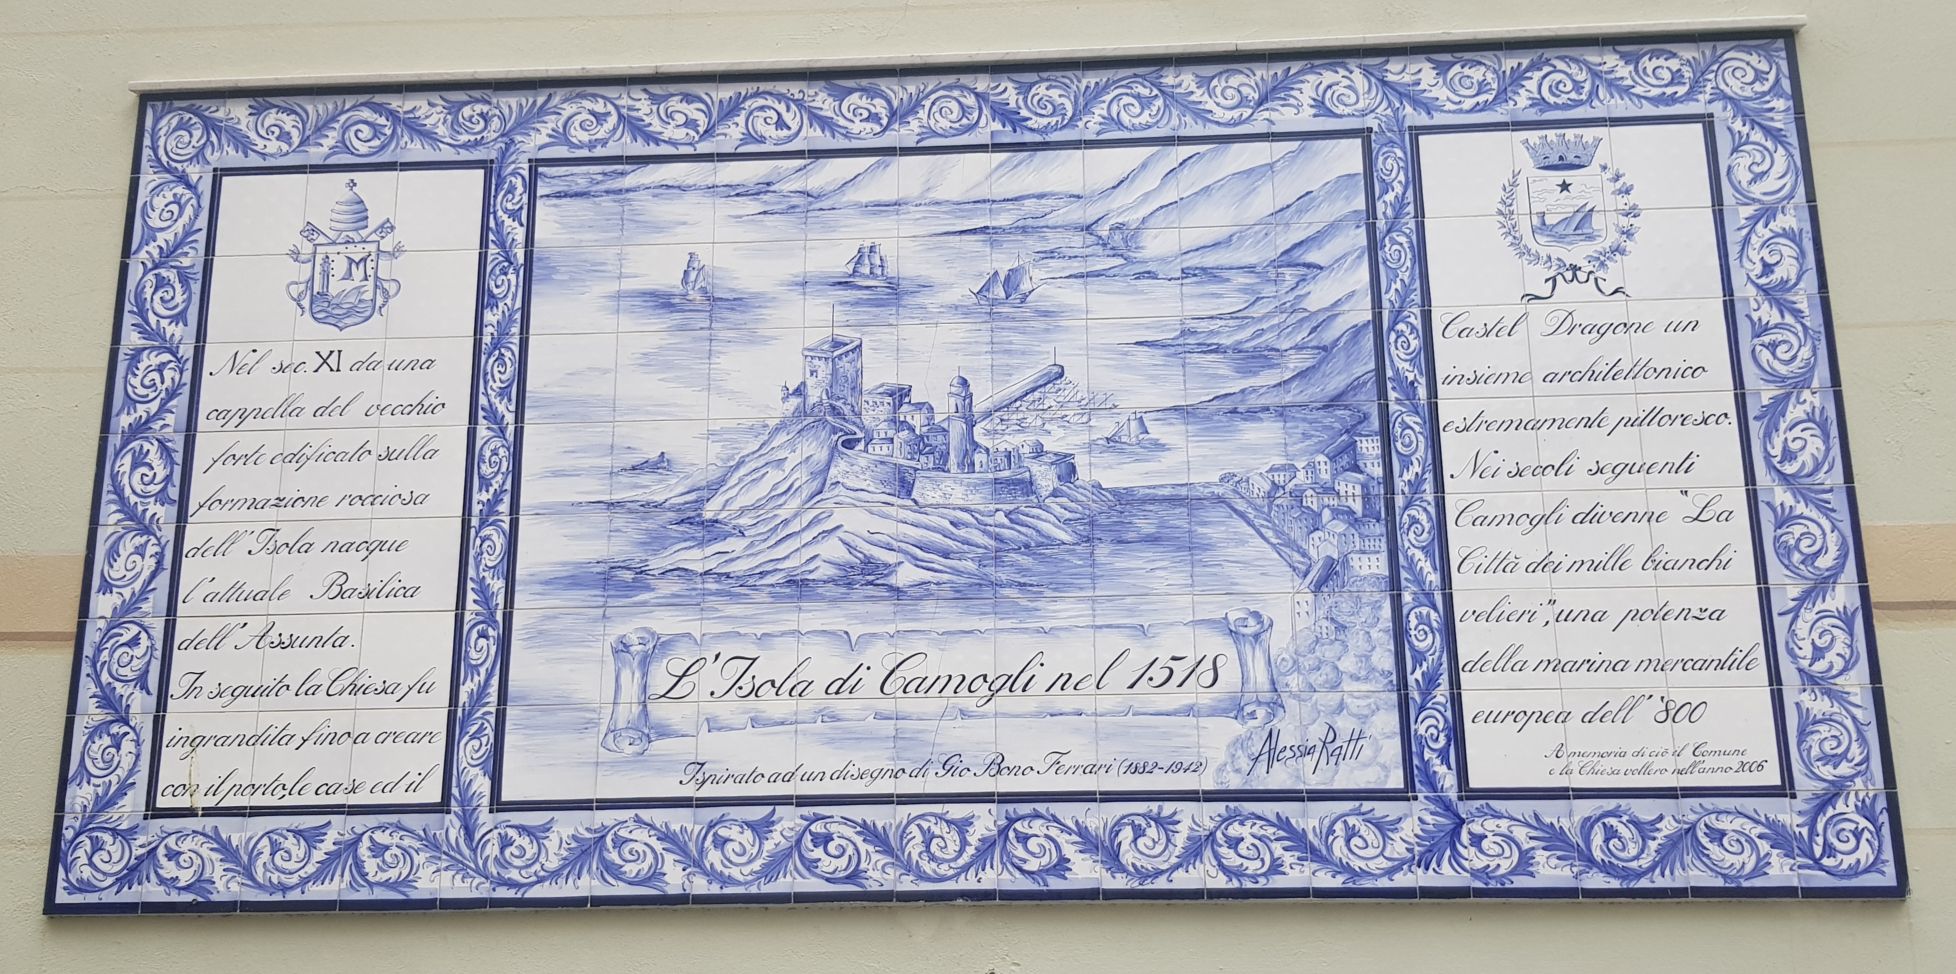 M
Nel sec. XI da una
cappella del vecchio
forte edificato sulla
formazione rocciosa
dell'Isola nacque
l'attuale Basilica
dell'Assunta.
In seguito la Chiesa fu
ingrandita fino a creare
con il porto, le case ed il
L'Isola di Camogli nel 1518
Ispirato ad un disegno di Gio Bono Ferrari (1882-1942)
Alessia Ratti
Castel Dragone un
insieme architettonico
estremamente pittoresco.
Nei secoli seguenti
Camogli divenne "La
Città dei mille bianchi
velieri", una potenza
della marina mercantile
europea dell' '800
A memoria di ciò il Comune
e la Chiesa vollero nell'anno 2006